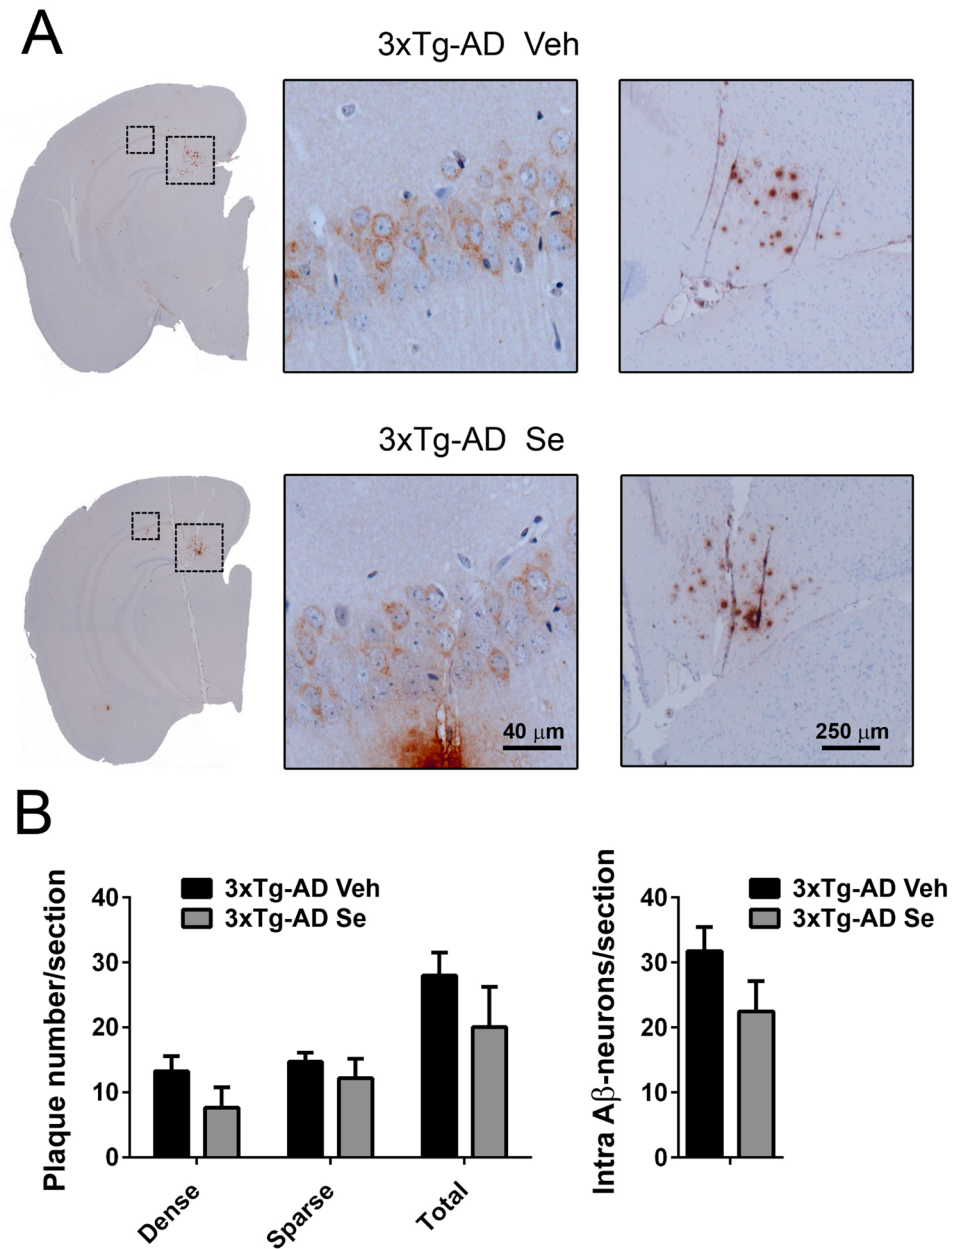 A
3xTg-AD Veh
3xTg-AD Se
40 μm
250 μm
B
Plaque number/section
40
30
20
10
0
3xTg-AD Veh
3xTg-AD Se
Dense
Sparse
Total
Intra Aβ-neurons/section
40
30
20
10
0
3xTg-AD Veh
3xTg-AD Se